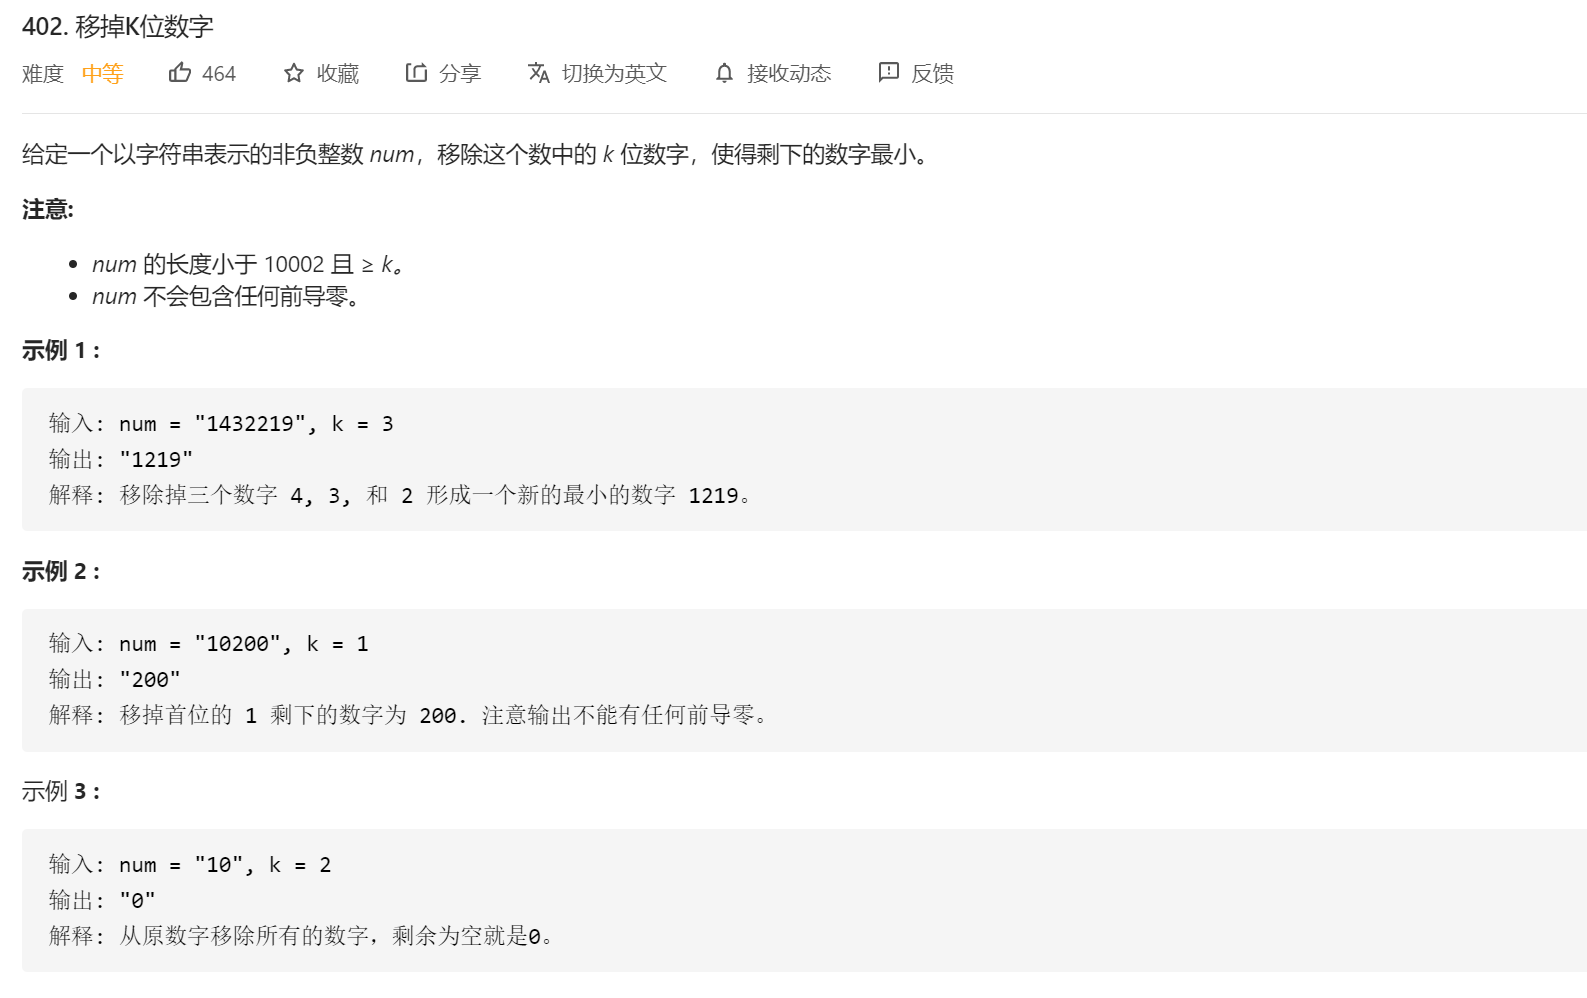 402. 移掉K位数字
难度 中等 464 收藏 分享 切换为英文 接收动态 反馈
给定一个以字符串表示的非负整数 num，移除这个数中的 k 位数字，使得剩下的数字最小。
注意:
• num 的长度小于 10002 且 ≥ k。
• num 不会包含任何前导零。
示例 1 :
输入: num = "1432219", k = 3
输出: "1219"
解释: 移除掉三个数字 4, 3, 和 2 形成一个新的最小的数字 1219。
示例 2 :
输入: num = "10200", k = 1
输出: "200"
解释: 移掉首位的 1 剩下的数字为 200. 注意输出不能有任何前导零。
示例 3 :
输入: num = "10", k = 2
输出: "0"
解释: 从原数字移除所有的数字，剩余为空就是0。